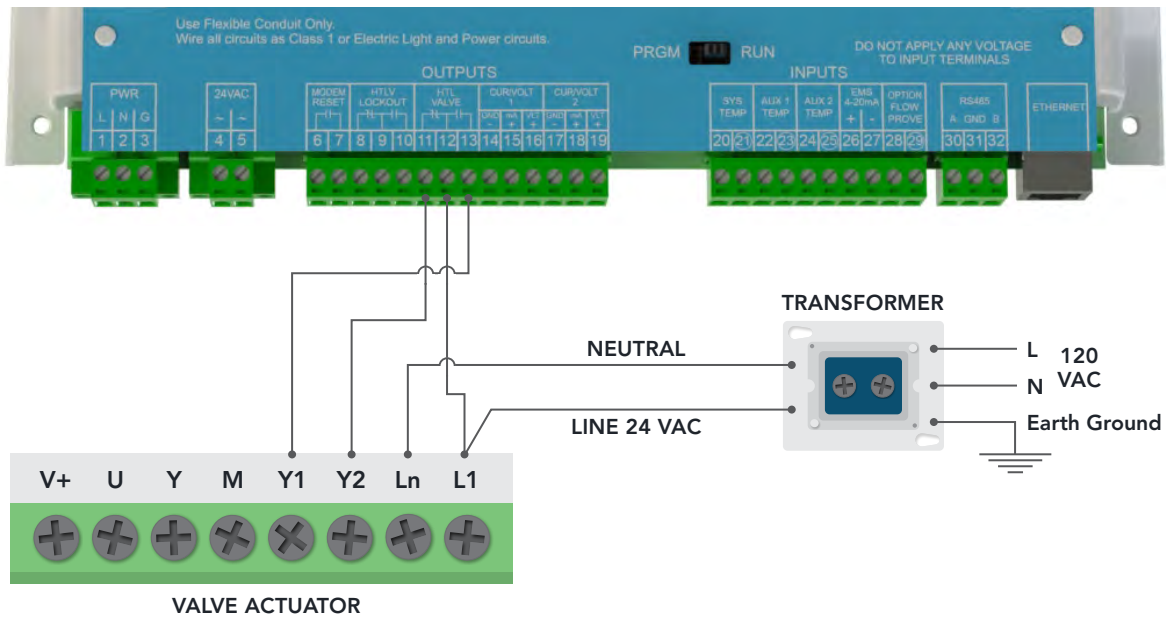 Use Flexible Conduit Only.
Wire all circuits as Class 1 or Electric Light and Power circuits.
PRGM RUN
DO NOT APPLY ANY VOLTAGE
TO INPUT TERMINALS
OUTPUTS
INPUTS
PWR
L N G
1 2 3
24VAC
~ ~
4 5
MODEM
RESET
6 7
HTLV
LOCKOUT
8 9 10
HTL
VALVE
11 12 13
CUR/VOLT
1
GND mA VLT
- + +
14 15 16
CUR/VOLT
2
GND mA VLT
- + +
17 18 19
SYS
TEMP
20 21
AUX 1
TEMP
22 23
AUX 2
TEMP
24 25
EMS
4-20mA
+ -
26 27
OPTION
FLOW
PROVE
28 29
RS485
A GND B
30 31 32
ETHERNET
TRANSFORMER
NEUTRAL
LINE 24 VAC
L
N
120
VAC
Earth Ground
V+ U Y M Y1 Y2 Ln L1
VALVE ACTUATOR